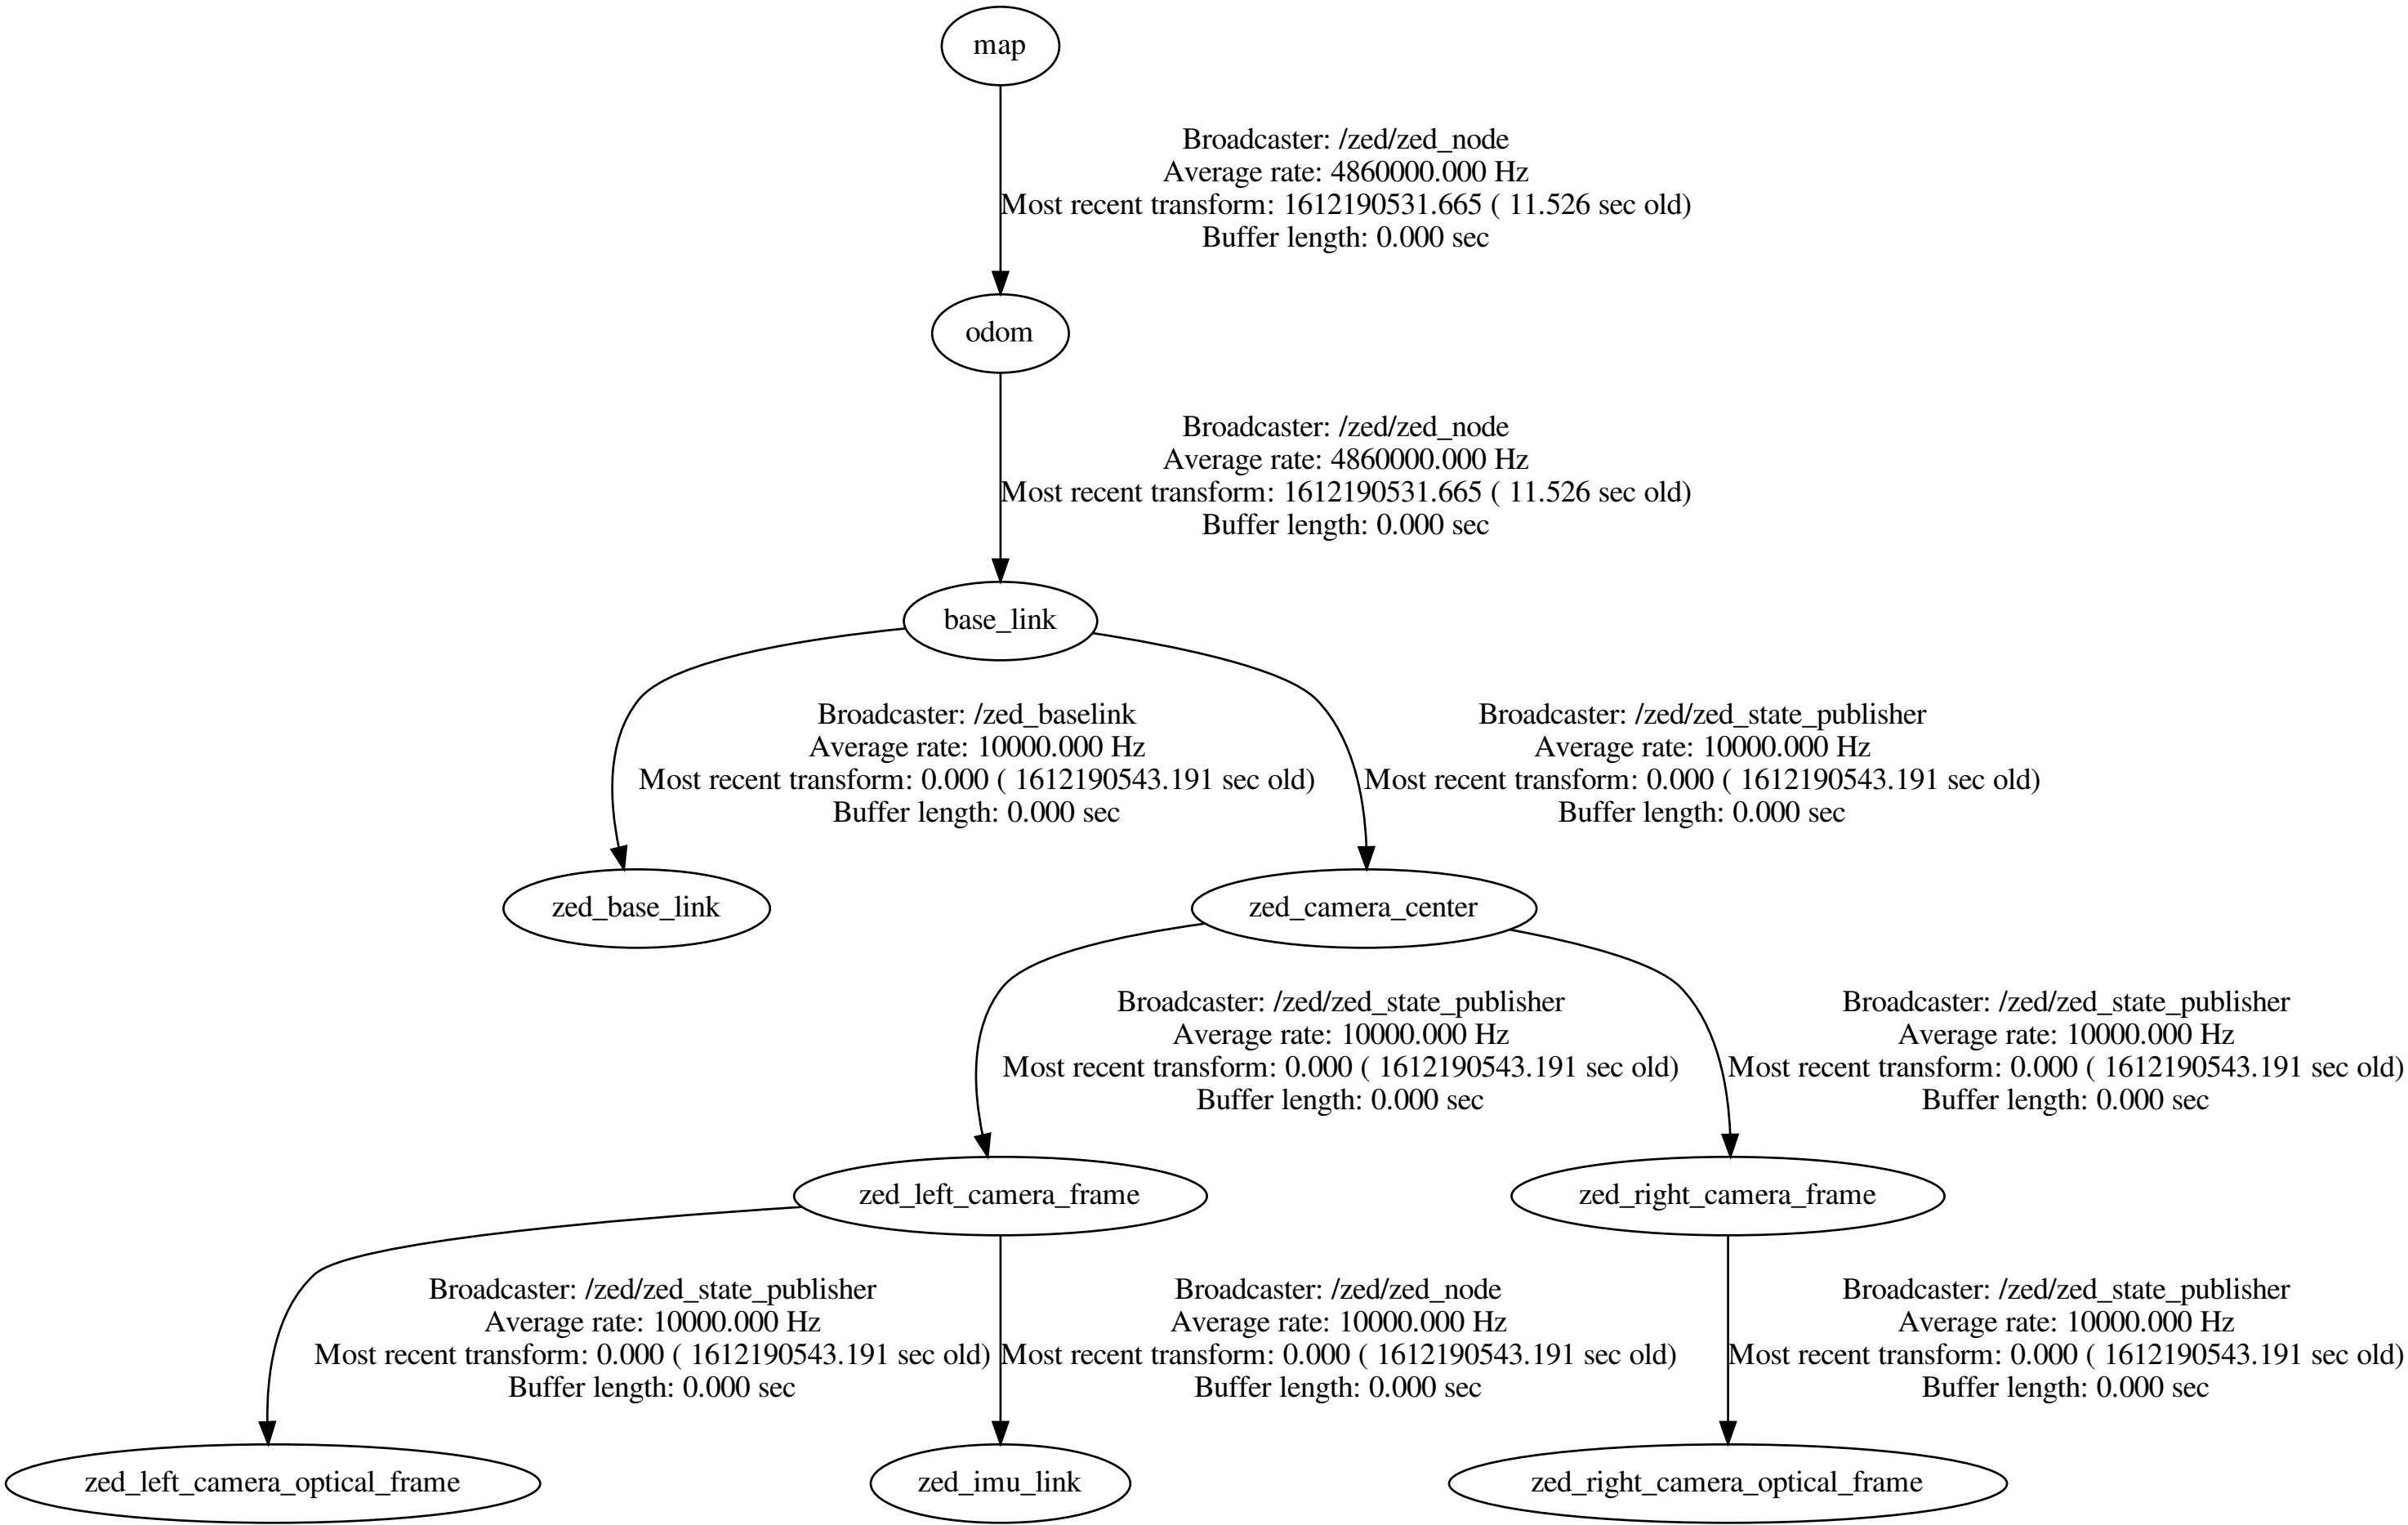 map
Broadcaster: /zed/zed_node
Average rate: 4860000.000 Hz
Most recent transform: 1612190531.665 ( 11.526 sec old)
Buffer length: 0.000 sec
odom
Broadcaster: /zed/zed_node
Average rate: 4860000.000 Hz
Most recent transform: 1612190531.665 ( 11.526 sec old)
Buffer length: 0.000 sec
base_link
Broadcaster: /zed_baselink
Average rate: 10000.000 Hz
Most recent transform: 0.000 ( 1612190543.191 sec old)
Buffer length: 0.000 sec
Broadcaster: /zed/zed_state_publisher
Average rate: 10000.000 Hz
Most recent transform: 0.000 ( 1612190543.191 sec old)
Buffer length: 0.000 sec
zed_base_link
zed_camera_center
Broadcaster: /zed/zed_state_publisher
Average rate: 10000.000 Hz
Most recent transform: 0.000 ( 1612190543.191 sec old)
Buffer length: 0.000 sec
Broadcaster: /zed/zed_state_publisher
Average rate: 10000.000 Hz
Most recent transform: 0.000 ( 1612190543.191 sec old)
Buffer length: 0.000 sec
zed_left_camera_frame
zed_right_camera_frame
Broadcaster: /zed/zed_state_publisher
Average rate: 10000.000 Hz
Most recent transform: 0.000 ( 1612190543.191 sec old)
Buffer length: 0.000 sec
Broadcaster: /zed/zed_node
Average rate: 10000.000 Hz
Most recent transform: 0.000 ( 1612190543.191 sec old)
Buffer length: 0.000 sec
Broadcaster: /zed/zed_state_publisher
Average rate: 10000.000 Hz
Most recent transform: 0.000 ( 1612190543.191 sec old)
Buffer length: 0.000 sec
zed_left_camera_optical_frame
zed_imu_link
zed_right_camera_optical_frame